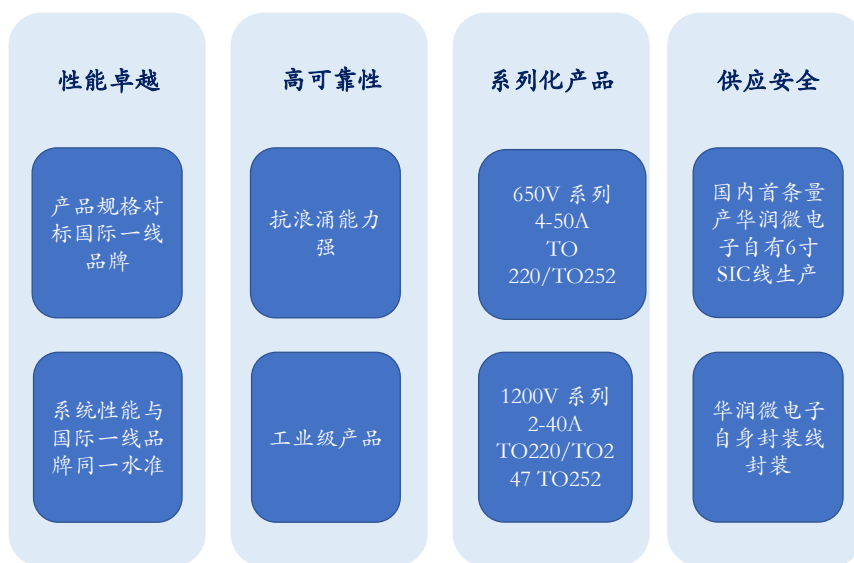 性能卓越
产品规格对
标国际一线
品牌
系统性能与
国际一线品
牌同一水准
高可靠性
抗浪涌能力
强
工业级产品
系列化产品
650V 系列
4-50A
TO
220/TO252
1200V 系列
2-40A
TO220/TO2
47 TO252
供应安全
国内首条量
产华润微电
子自有6寸
SIC线生产
华润微电子
自身封装线
封装